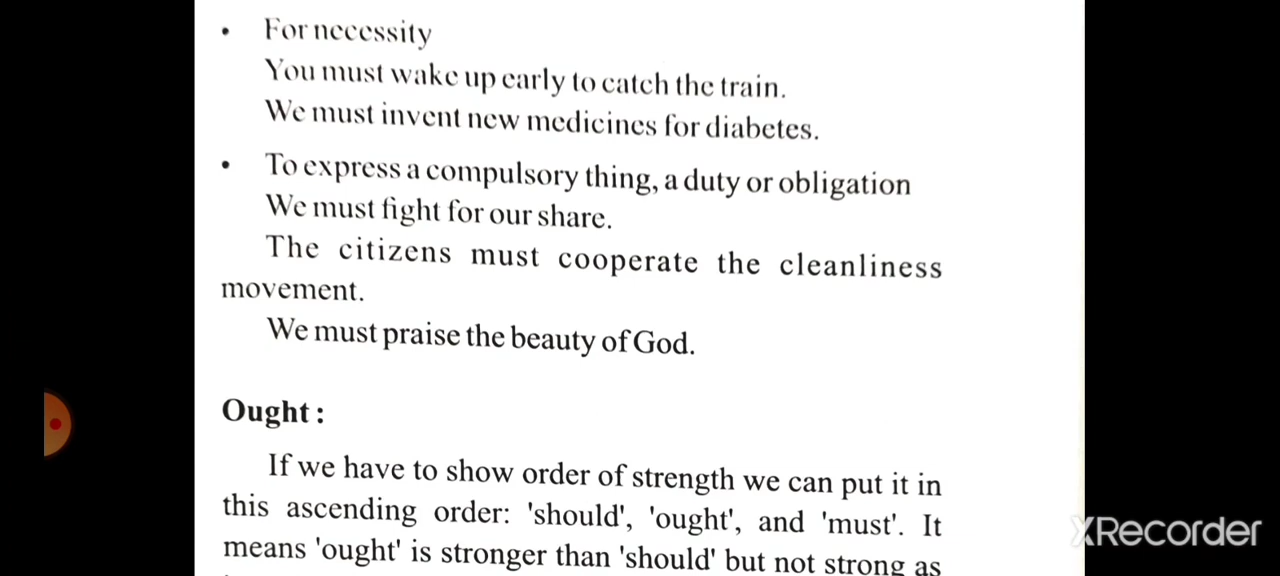 • For necessity
You must wake up early to catch the train.
We must invent new medicines for diabetes.
• To express a compulsory thing, a duty or obligation
We must fight for our share.
The citizens must cooperate the cleanliness
movement.
We must praise the beauty of God.
Ought :
If we have to show order of strength we can put it in
this ascending order: 'should', 'ought', and 'must'. It
means 'ought' is stronger than 'should' but not strong as
XRecorder